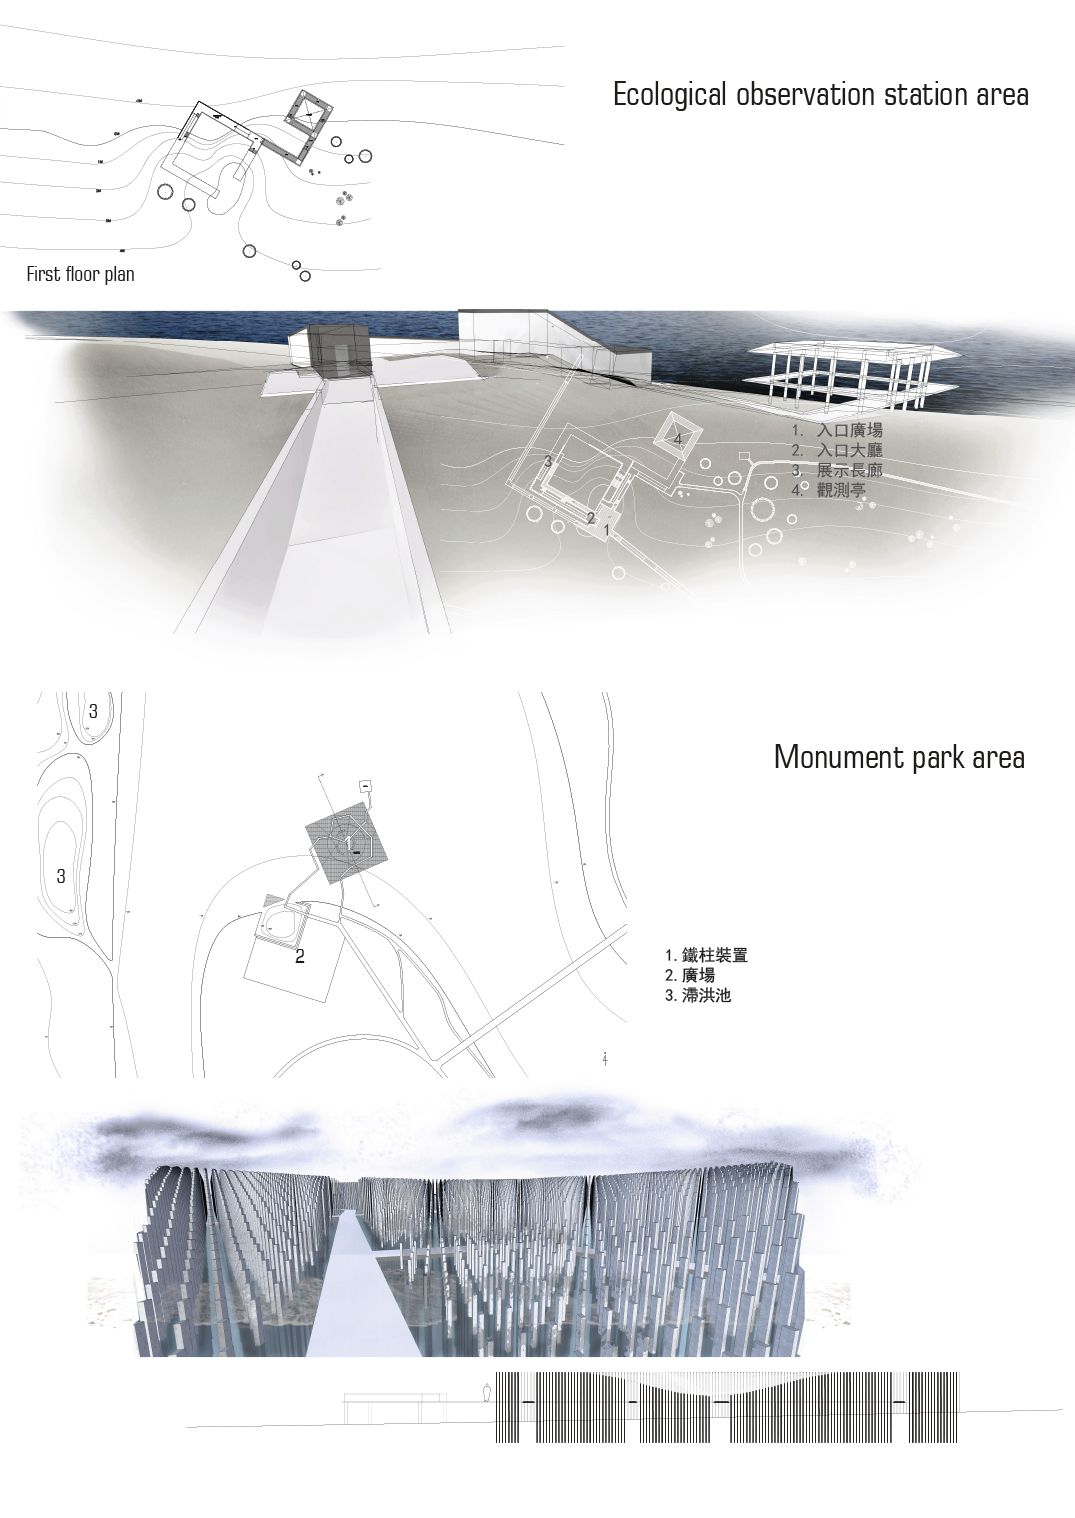 Ecological observation station area
First floor plan
1. 入口廣場
2. 入口大廳
3. 展示長廊
4. 觀測亭
4
3
2
1
Monument park area
3
1
3
2
1. 鐵柱裝置
2. 廣場
3. 滯洪池
4